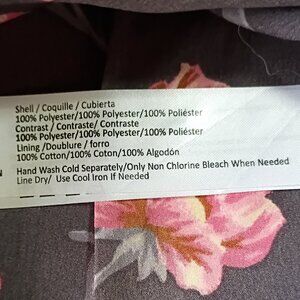 Shell / Coquille / Cubierta
100% Polyester/100% Polyester/100% Poliéster
Contrast / Contraste/ Contraste
100% Polyester/100% Polyester/100% Poliéster
Lining /Doublure / forro
100% Cotton/100% Coton/100% Algodón
Hand Wash Cold Separately/Only Non Chlorine Bleach When Needed
Line Dry/ Use Cool Iron If Needed